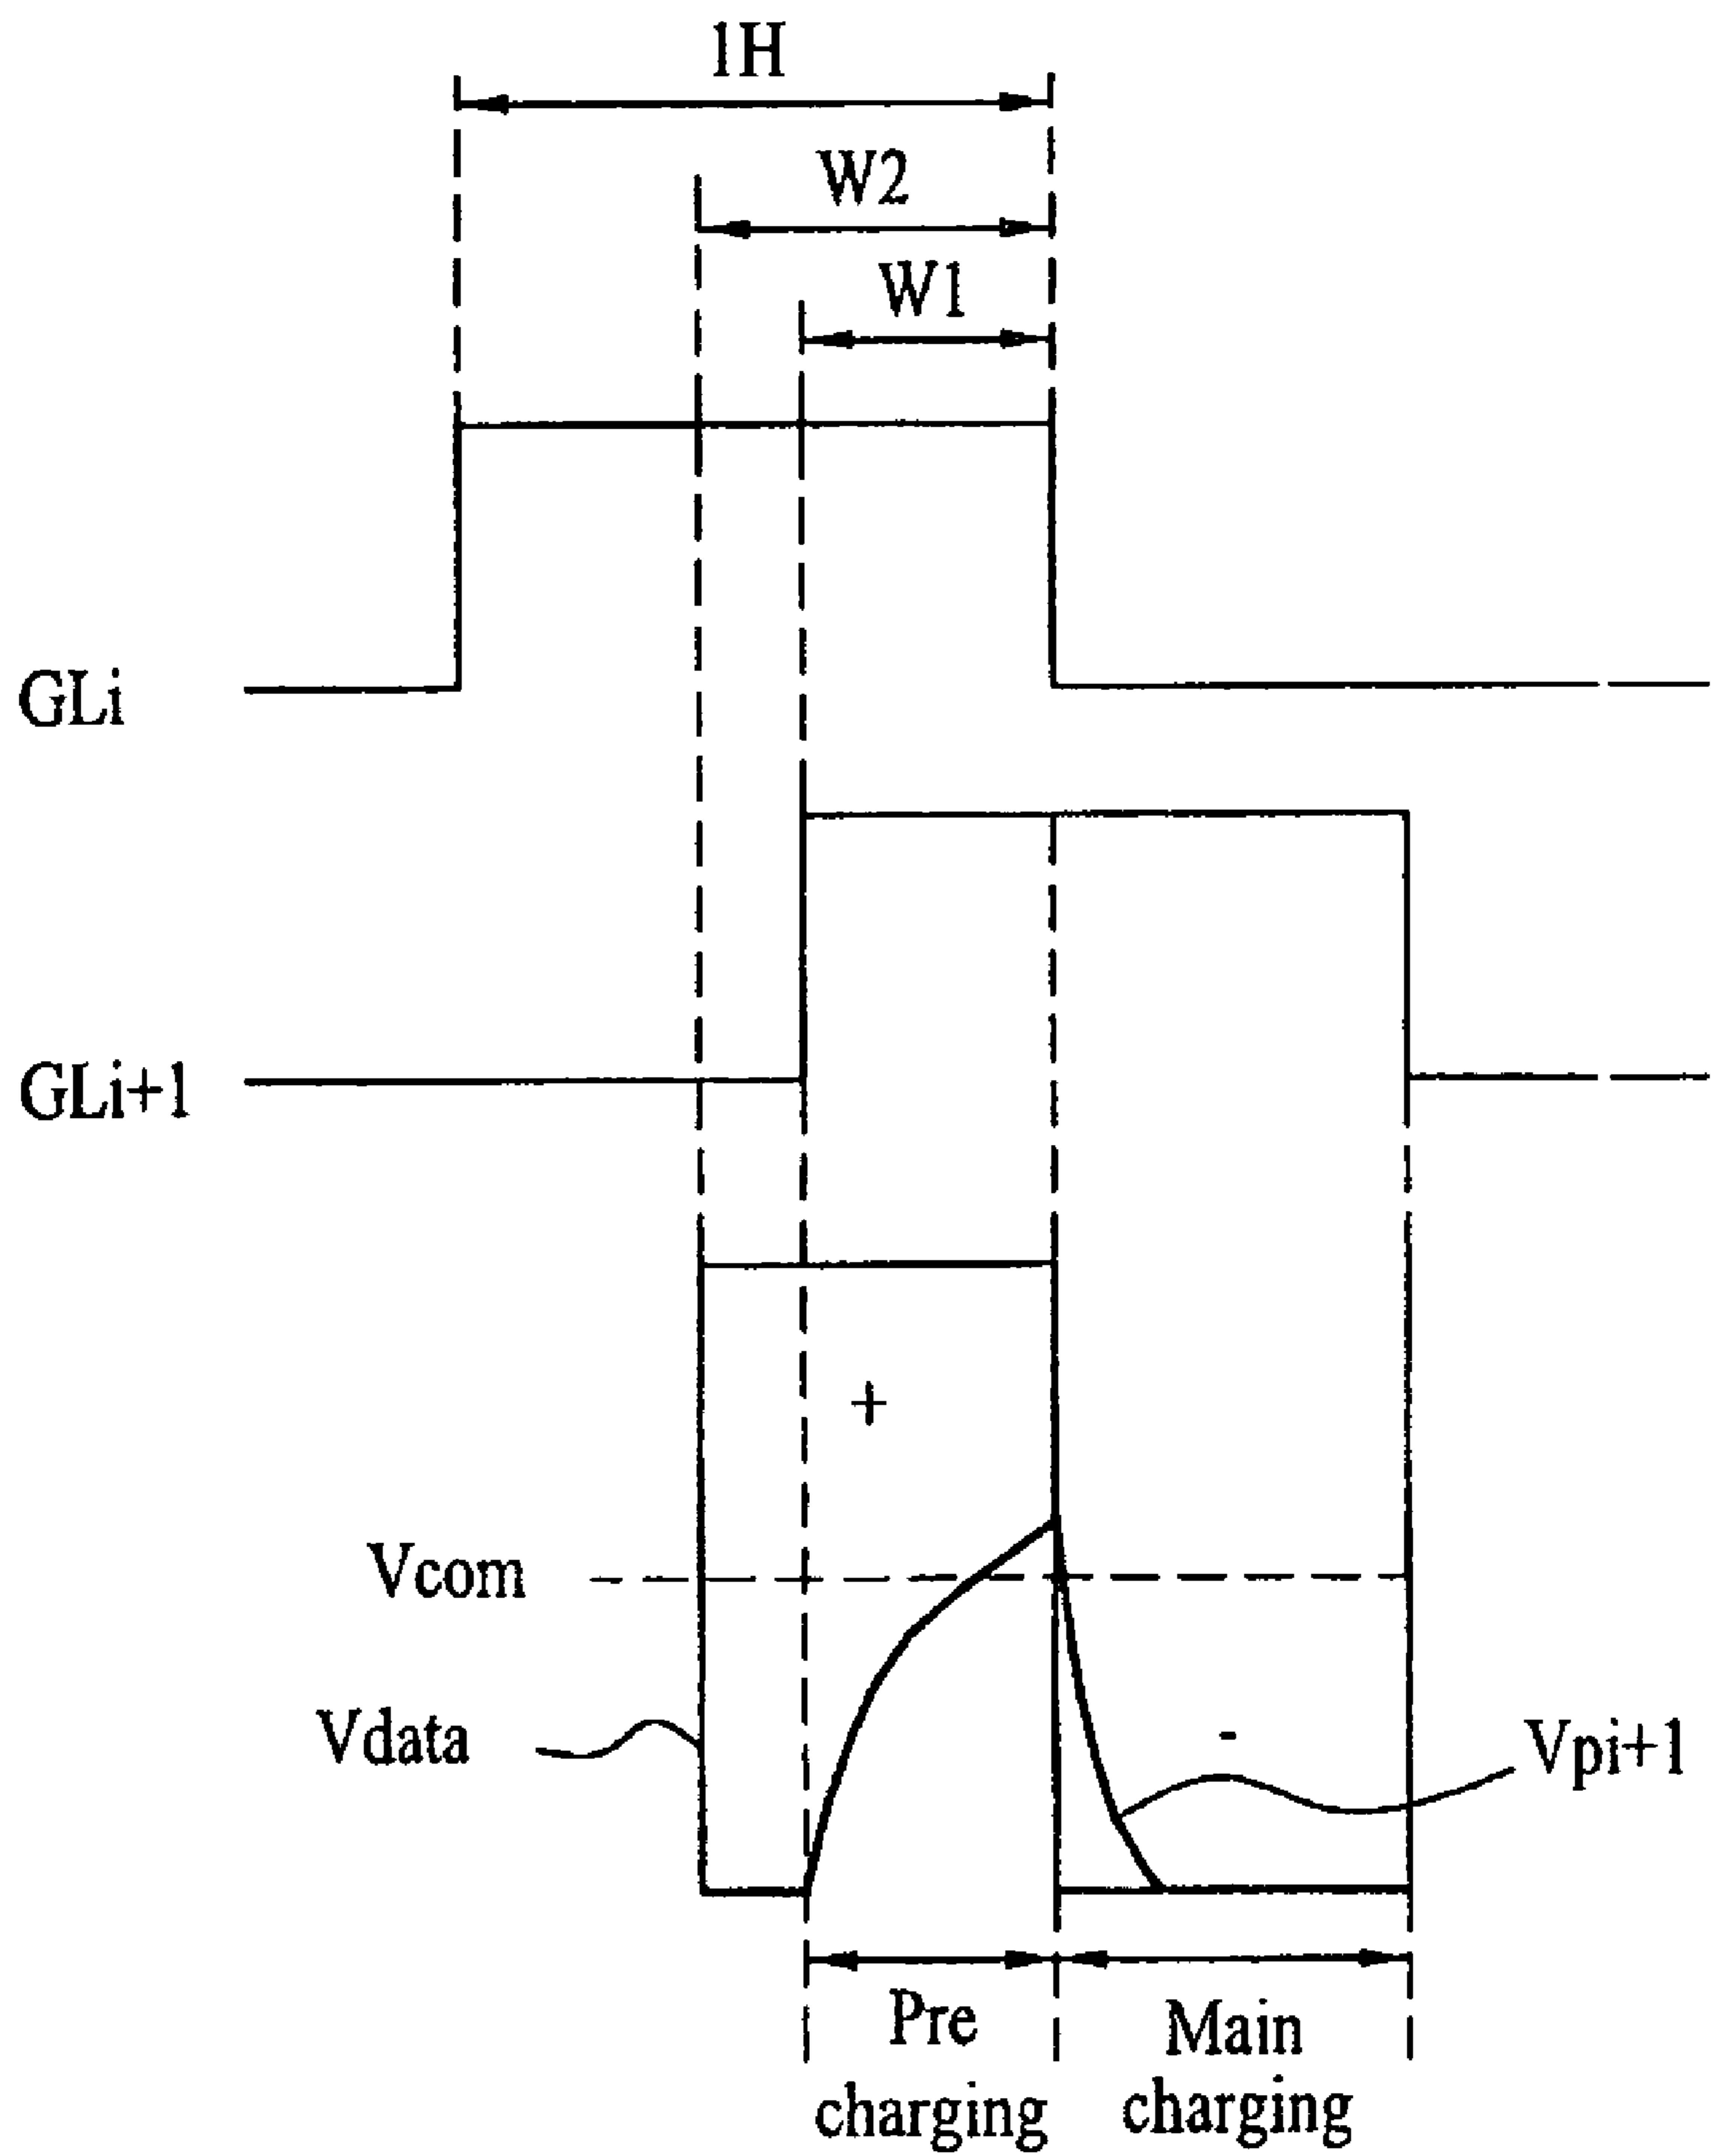 1H
W2
W1
GLi
GLi+1
+
Vcom
Vdata
-
Vpi+1
Pre
charging
Main
charging